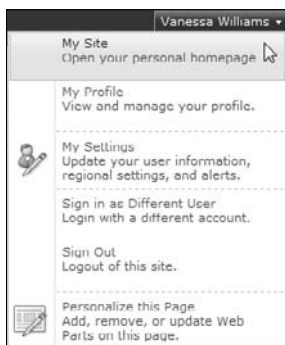 Vanessa Williams
My Site
Open your personal homepage
My Profile
View and manage your profile.
My Settings
Update your user information,
regional settings, and alerts.
Sign in as Different User
Login with a different account.
Sign Out
Logout of this site.
Personalize this Page
Add, remove, or update Web
Parts on this page.